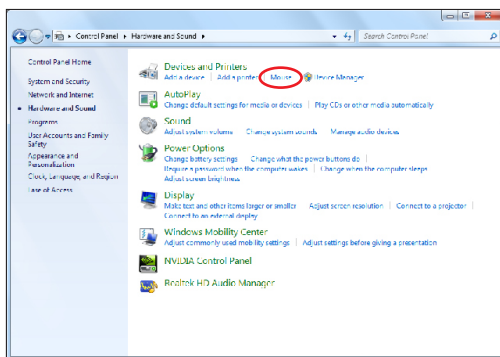 Control Panel ▸ Hardware and Sound ▸
Search Control Panel
Control Panel Home
System and Security
Network and Internet
Hardware and Sound
Programs
User Accounts and Family
Safety
Appearance and
Personalization
Clock, Language, and Region
Ease of Access
Devices and Printers
Add a device | Add a printer | Mouse | Device Manager
AutoPlay
Change default settings for media or devices | Play CDs or other media automatically
Sound
Adjust system volume | Change system sounds | Manage audio devices
Power Options
Change battery settings | Change what the power buttons do |
Require a password when the computer wakes | Change when the computer sleeps
Adjust screen brightness
Display
Make text and other items larger or smaller | Adjust screen resolution | Connect to a projector |
Connect to an external display
Windows Mobility Center
Adjust commonly used mobility settings | Adjust settings before giving a presentation
NVIDIA Control Panel
Realtek HD Audio Manager